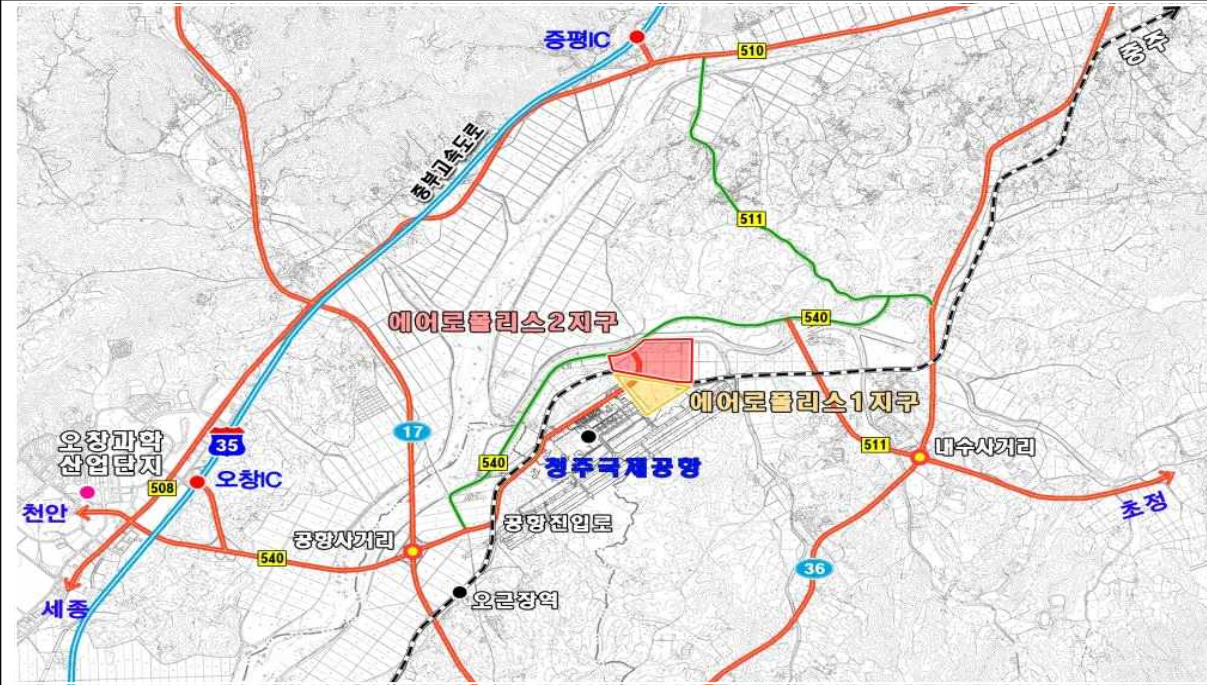 증평IC
510
충주
중부고속도로
511
에어로폴리스2지구
540
에어로폴리스1지구
17
35
오창과학
산업단지
511
내수사거리
540
청주국제공항
508
오창IC
천안
초정
공항진입로
공항사거리
540
36
오근장역
세종